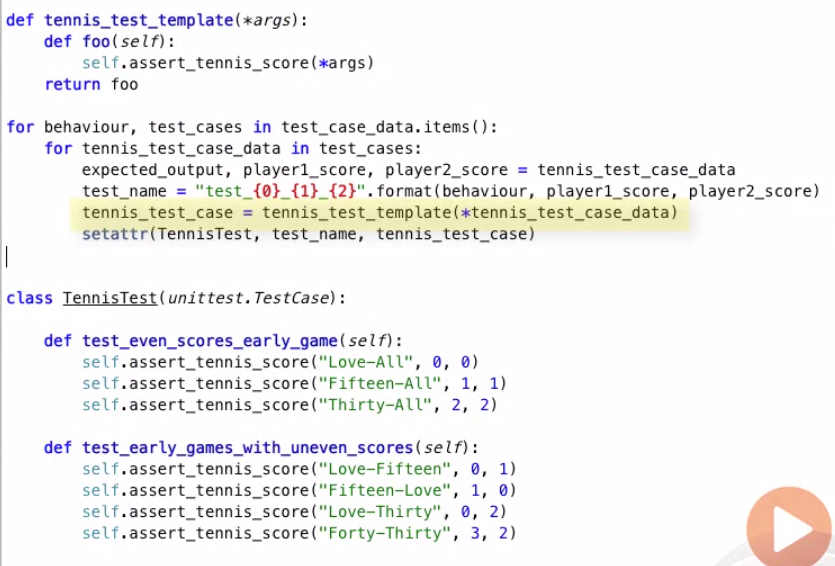 def tennis_test_template(*args):
    def foo(self):
        self.assert_tennis_score(*args)
    return foo

for behaviour, test_cases in test_case_data.items():
    for tennis_test_case_data in test_cases:
        expected_output, player1_score, player2_score = tennis_test_case_data
        test_name = "test_{0}_{1}_{2}".format(behaviour, player1_score, player2_score)
        tennis_test_case = tennis_test_template(*tennis_test_case_data)
        setattr(TennisTest, test_name, tennis_test_case)

class TennisTest(unittest.TestCase):

    def test_even_scores_early_game(self):
        self.assert_tennis_score("Love-All", 0, 0)
        self.assert_tennis_score("Fifteen-All", 1, 1)
        self.assert_tennis_score("Thirty-All", 2, 2)

    def test_early_games_with_uneven_scores(self):
        self.assert_tennis_score("Love-Fifteen", 0, 1)
        self.assert_tennis_score("Fifteen-Love", 1, 0)
        self.assert_tennis_score("Love-Thirty", 0, 2)
        self.assert_tennis_score("Forty-Thirty", 3, 2)